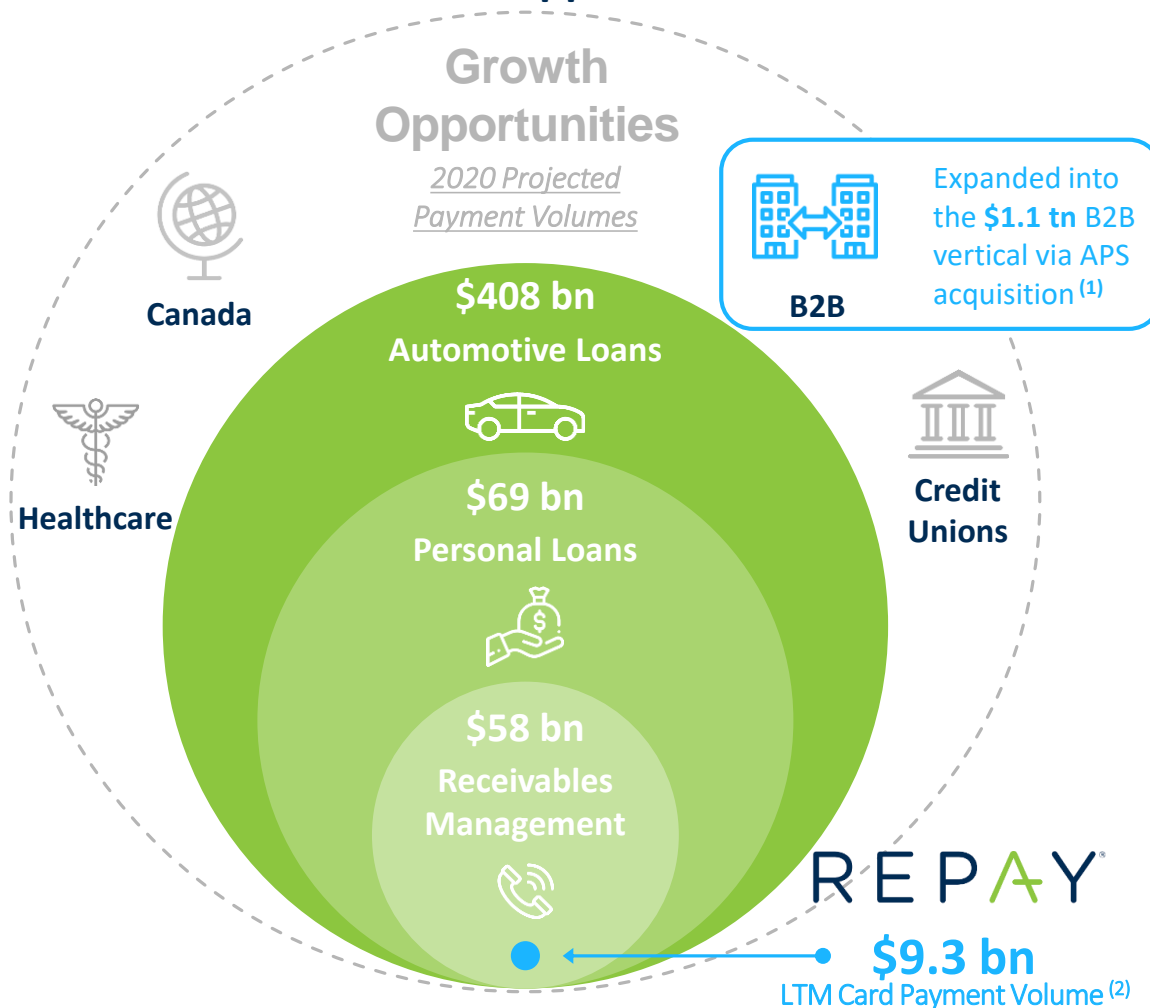 Growth
Opportunities
2020 Projected
Payment Volumes
Expanded into
the $1.1 tn B2B
vertical via APS
acquisition (1)
B2B
Canada
$408 bn
Automotive Loans
Healthcare
Credit
Unions
$69 bn
Personal Loans
$
$58 bn
Receivables
Management
REPAY®
$9.3 bn
LTM Card Payment Volume (2)